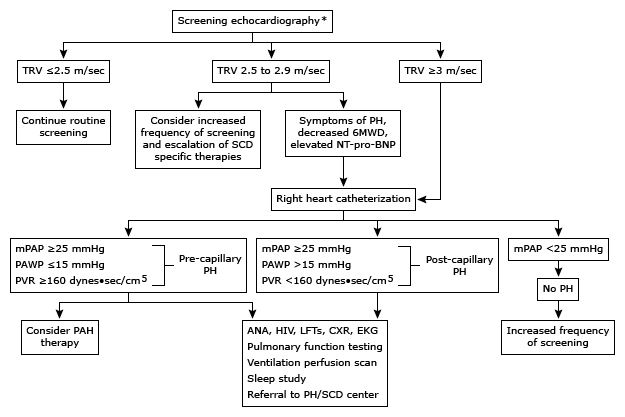 Screening echocardiography*
TRV ≤2.5 m/sec
TRV 2.5 to 2.9 m/sec
TRV ≥3 m/sec
Continue routine
screening
Consider increased
frequency of screening
and escalation of SCD
specific therapies
Symptoms of PH,
decreased 6MWD,
elevated NT-pro-BNP
Right heart catheterization
mPAP ≥25 mmHg
PAWP ≤15 mmHg
PVR ≥160 dynes•sec/cm5
Pre-capillary
PH
mPAP ≥25 mmHg
PAWP >15 mmHg
PVR <160 dynes•sec/cm5
Post-capillary
PH
mPAP <25 mmHg
No PH
Consider PAH
therapy
ANA, HIV, LFTs, CXR, EKG
Pulmonary function testing
Ventilation perfusion scan
Sleep study
Referral to PH/SCD center
Increased frequency
of screening